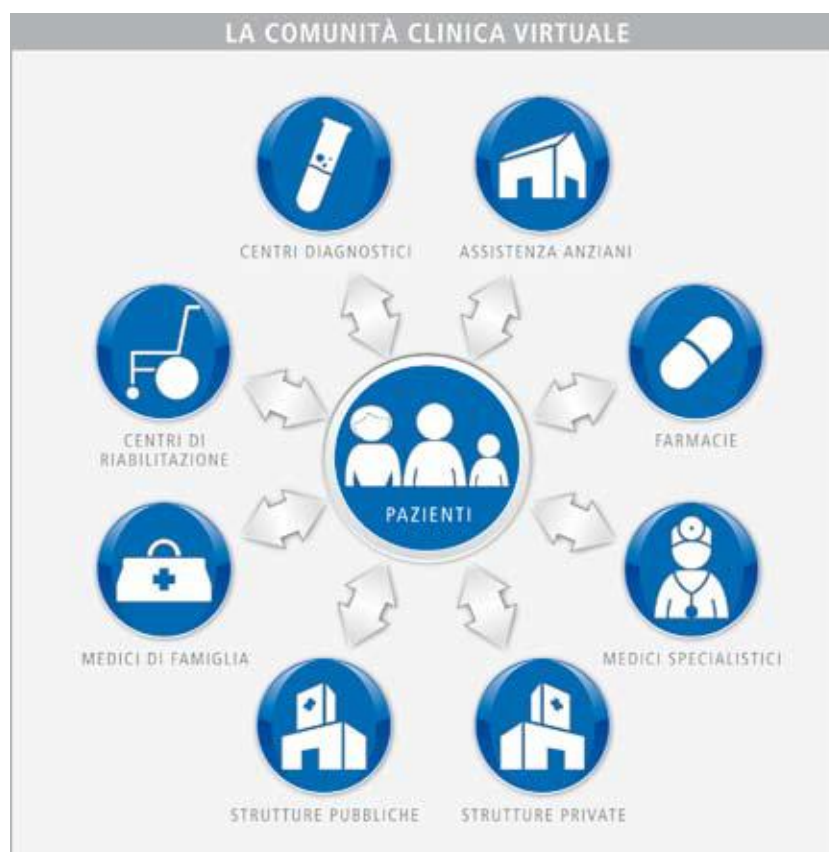 LA COMUNITÀ CLINICA VIRTUALE
CENTRI DIAGNOSTICI
ASSISTENZA ANZIANI
CENTRI DI
RIABILITAZIONE
FARMACIE
PAZIENTI
MEDICI DI FAMIGLIA
MEDICI SPECIALISTICI
STRUTTURE PUBBLICHE
STRUTTURE PRIVATE